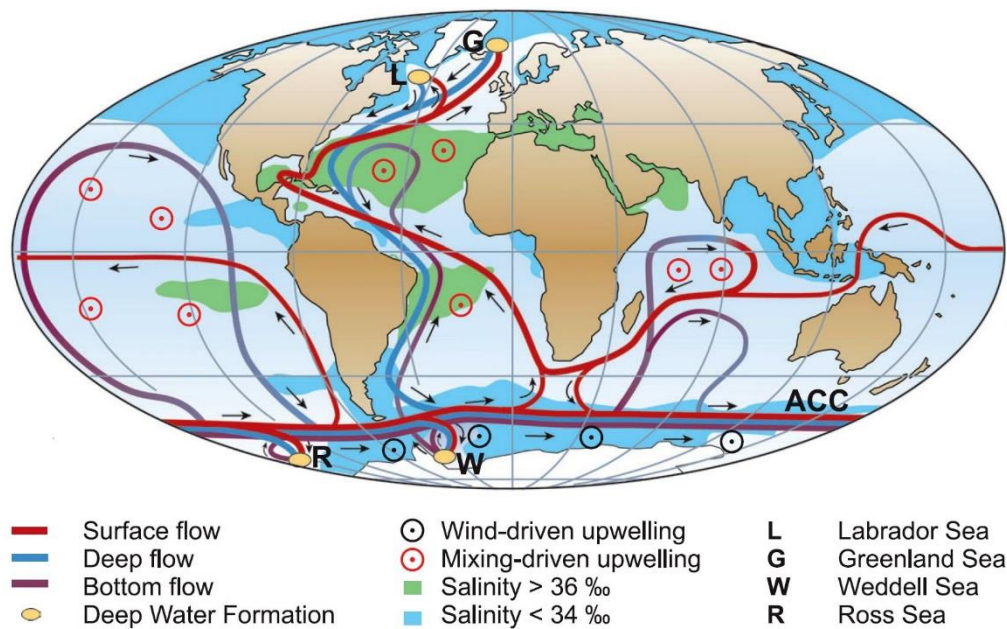 G
L
ACC
R
W
Surface flow
Deep flow
Bottom flow
Deep Water Formation
Wind-driven upwelling
Mixing-driven upwelling
Salinity > 36 ‰
Salinity < 34 ‰
L Labrador Sea
G Greenland Sea
W Weddell Sea
R Ross Sea